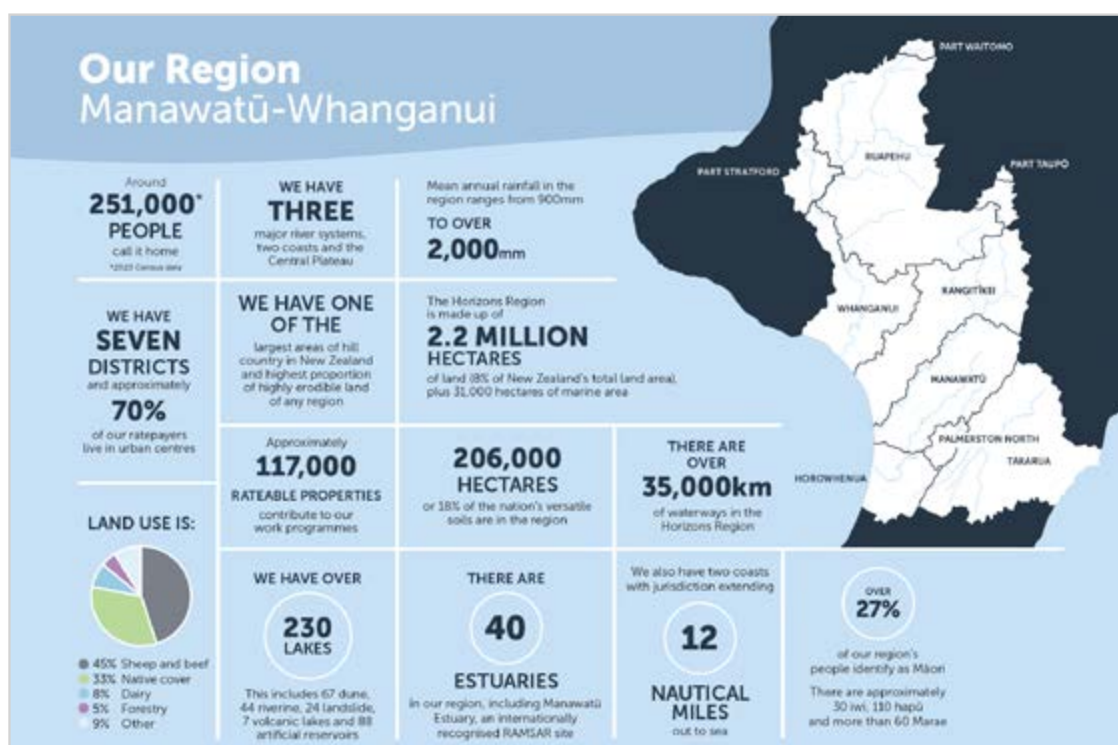 Our Region
Manawatū-Whanganui
Around
251,000*
PEOPLE
call it home
*2023 Census data
WE HAVE
THREE
major river systems,
two coasts and the
Central Plateau
Mean annual rainfall in the
region ranges from 900mm
TO OVER
2,000mm
WE HAVE
SEVEN
DISTRICTS
and approximately
70%
of our ratepayers
live in urban centres
WE HAVE ONE
OF THE
largest areas of hill
country in New Zealand
and highest proportion
of highly erodible land
of any region
The Horizons Region
is made up of
2.2 MILLION
HECTARES
of land (8% of New Zealand's total land area),
plus 31,000 hectares of marine area
Approximately
117,000
RATEABLE PROPERTIES
contribute to our
work programmes
206,000
HECTARES
or 18% of the nation's versatile
soils are in the region
THERE ARE
OVER
35,000km
of waterways in the
Horizons Region
LAND USE IS:
45% Sheep and beef
33% Native cover
8% Dairy
5% Forestry
9% Other
WE HAVE OVER
230
LAKES
This includes 67 dune,
44 riverine, 24 landslide,
7 volcanic lakes and 88
artificial reservoirs
THERE ARE
40
ESTUARIES
in our region, including Manawatū
Estuary, an internationally
recognised RAMSAR site
We also have two coasts
with jurisdiction extending
12
NAUTICAL
MILES
out to sea
OVER
27%
of our region's
people identify as Māori
There are approximately
30 iwi, 110 hapū
and more than 60 Marae
PART WAITOMO
RUAPEHU
PART TAUPŌ
PART STRATFORD
RANGITĪKEI
WHANGANUI
MANAWATŪ
PALMERSTON NORTH
TARARUA
HOROWHENUA